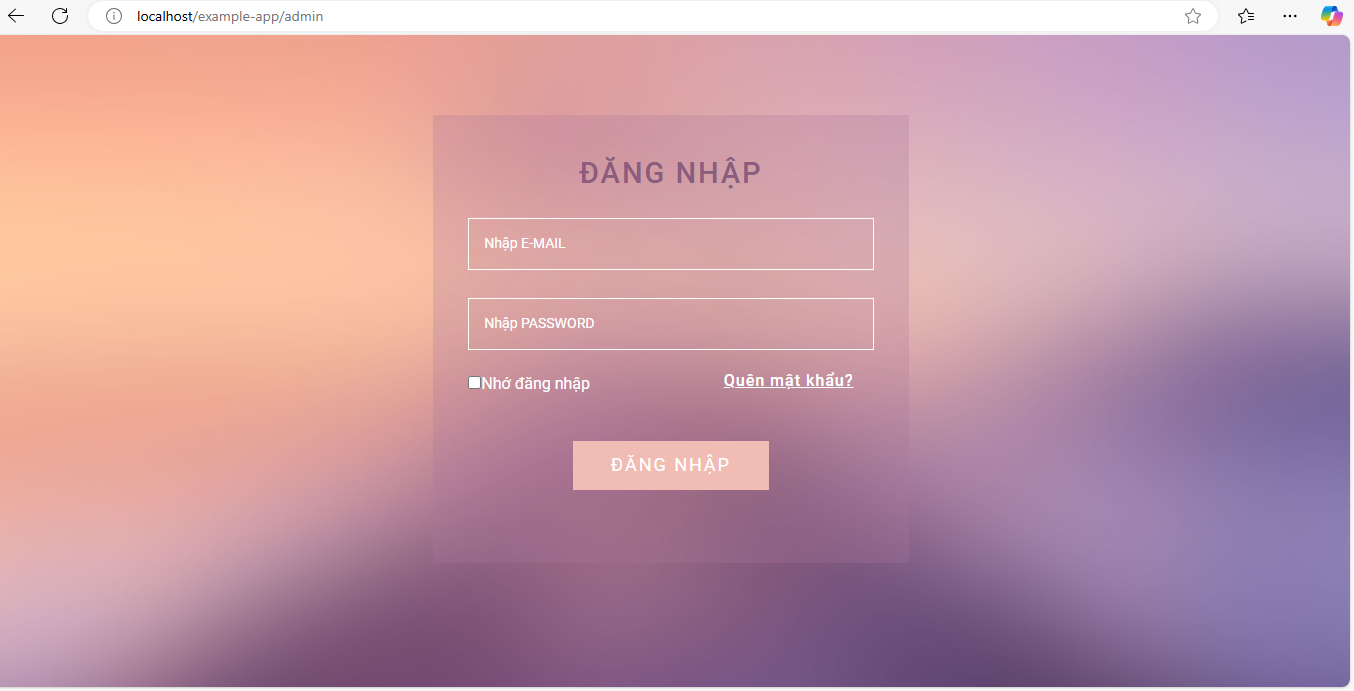 localhost/example-app/admin
ĐĂNG NHẬP
Nhập E-MAIL
Nhập PASSWORD
Nhớ đăng nhập
Quên mật khẩu?
ĐĂNG NHẬP